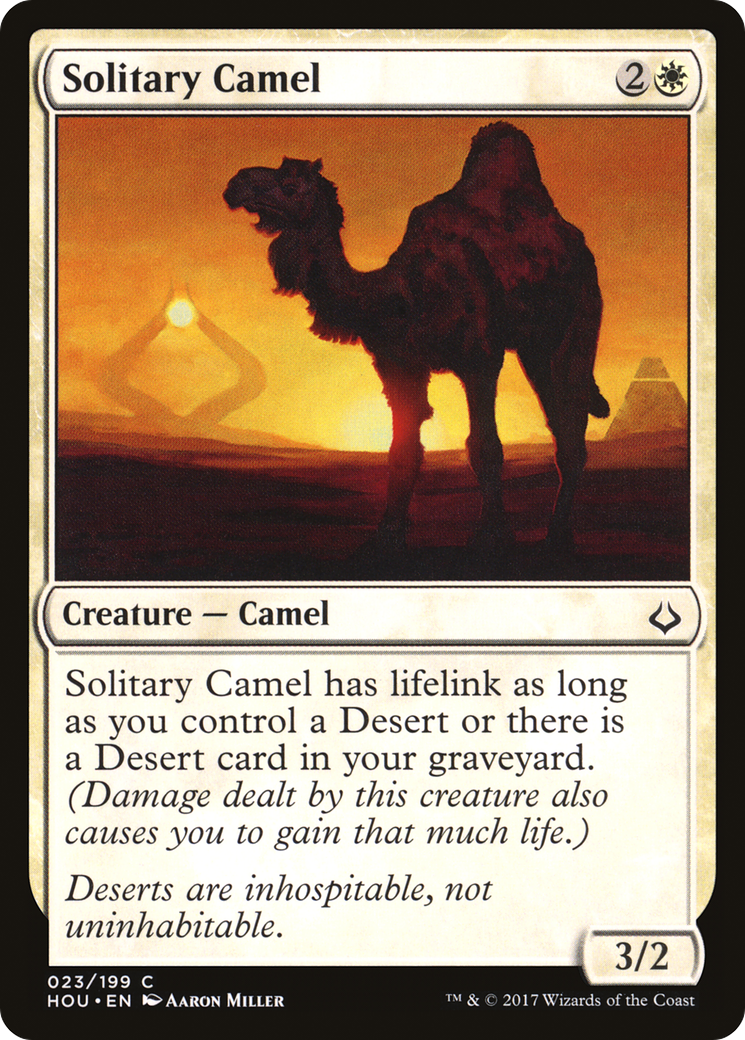 Solitary Camel 2
Creature — Camel
Solitary Camel has lifelink as long
as you control a Desert or there is
a Desert card in your graveyard.
(Damage dealt by this creature also
causes you to gain that much life.)
Deserts are inhospitable, not
uninhabitable.
3/2
023/199 C
HOU • EN Aaron Miller
™ & © 2017 Wizards of the Coast